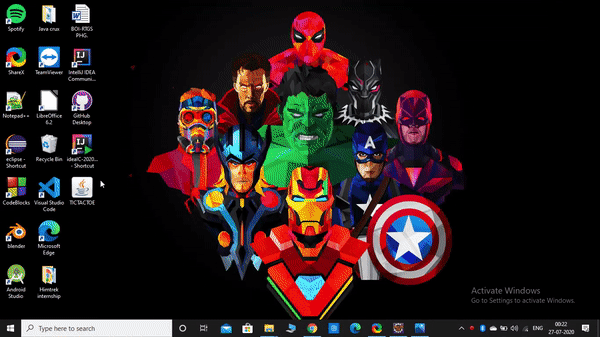 Spotify
Java crus
BOI-RTGS
PHG.
ShareX
TeamViewer
IntelliJ IDEA
Communi...
Notepad++
LibreOffice
6.2
GitHub
Desktop
eclipse -
Shortcut
Recycle Bin
ideaIC-2020....
- Shortcut
CodeBlocks
Visual Studio
Code
TICTACTOE
blender
Microsoft
Edge
Android
Studio
Himtrek
internship
A
Activate Windows
Go to Settings to activate Windows.
Type here to search
ENG
00:22
27-07-2020